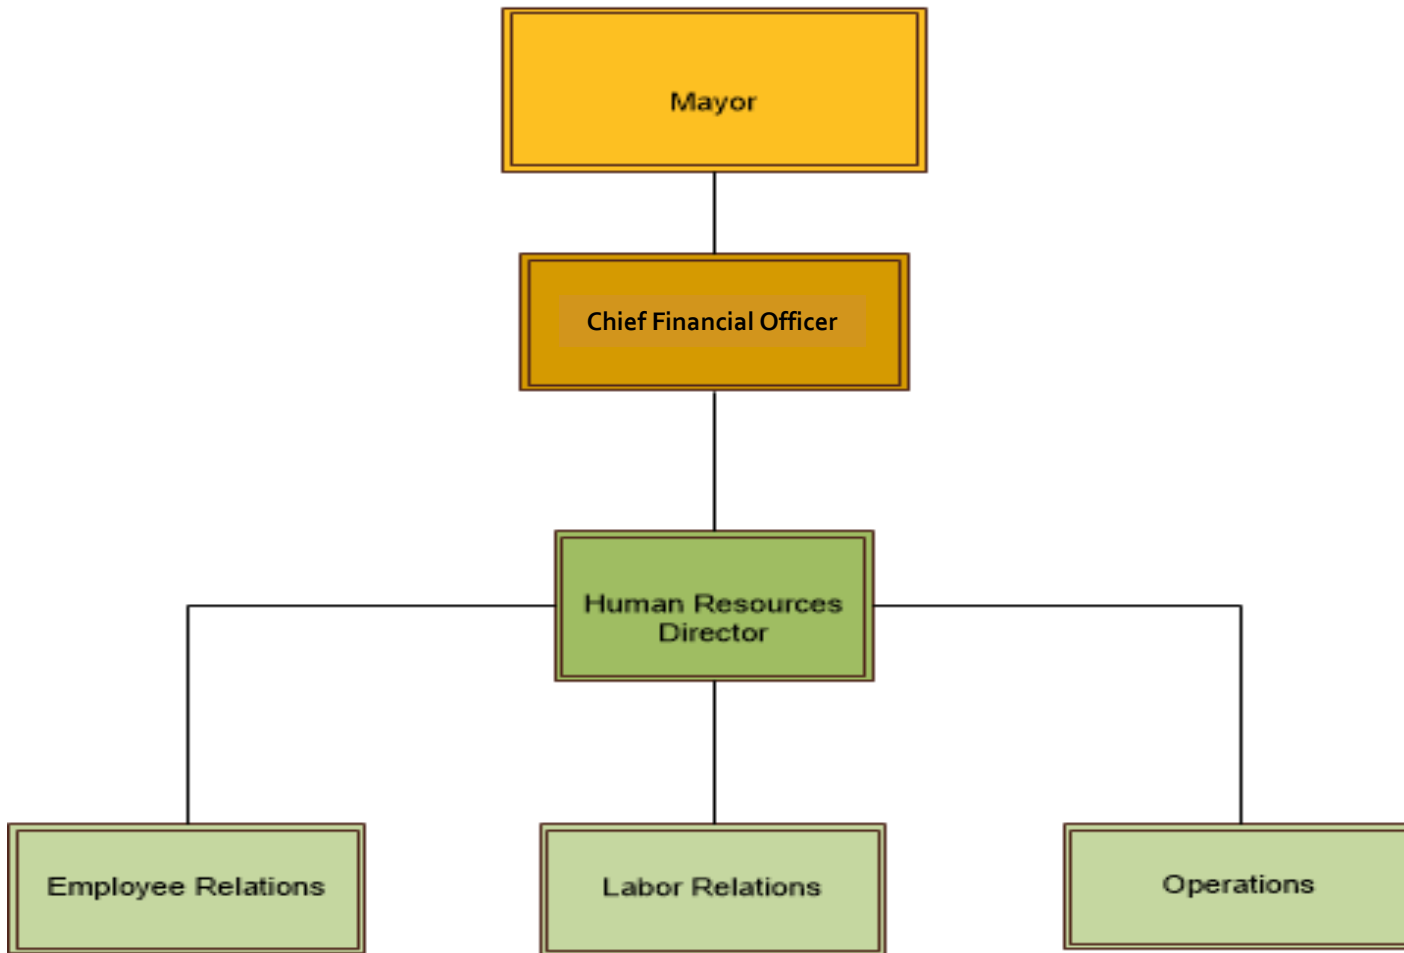 Mayor
Chief Financial Officer
Human Resources
Director
Employee Relations
Labor Relations
Operations